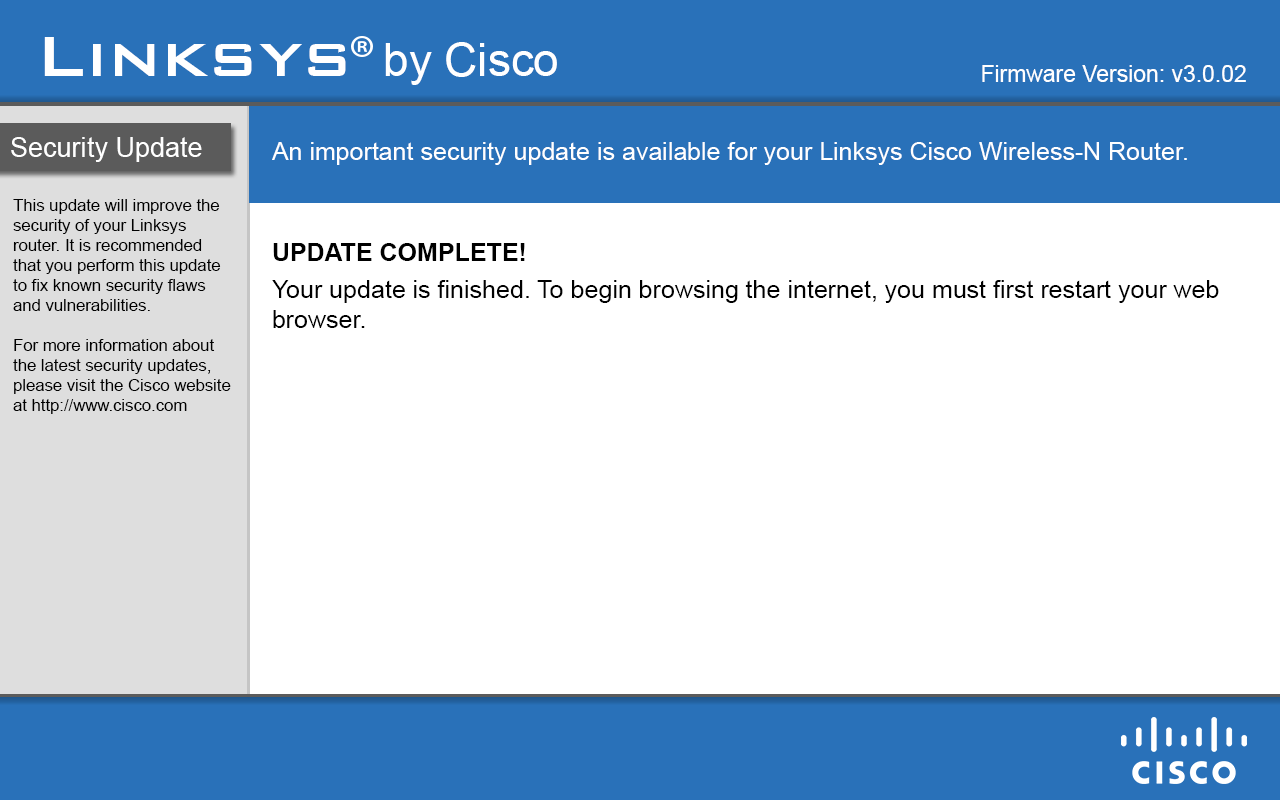 LINKSYS® by Cisco
Firmware Version: v3.0.02
Security Update
This update will improve the
security of your Linksys
router. It is recommended
that you perform this update
to fix known security flaws
and vulnerabilities.
For more information about
the latest security updates,
please visit the Cisco website
at http://www.cisco.com
An important security update is available for your Linksys Cisco Wireless-N Router.
UPDATE COMPLETE!
Your update is finished. To begin browsing the internet, you must first restart your web
browser.
CISCO